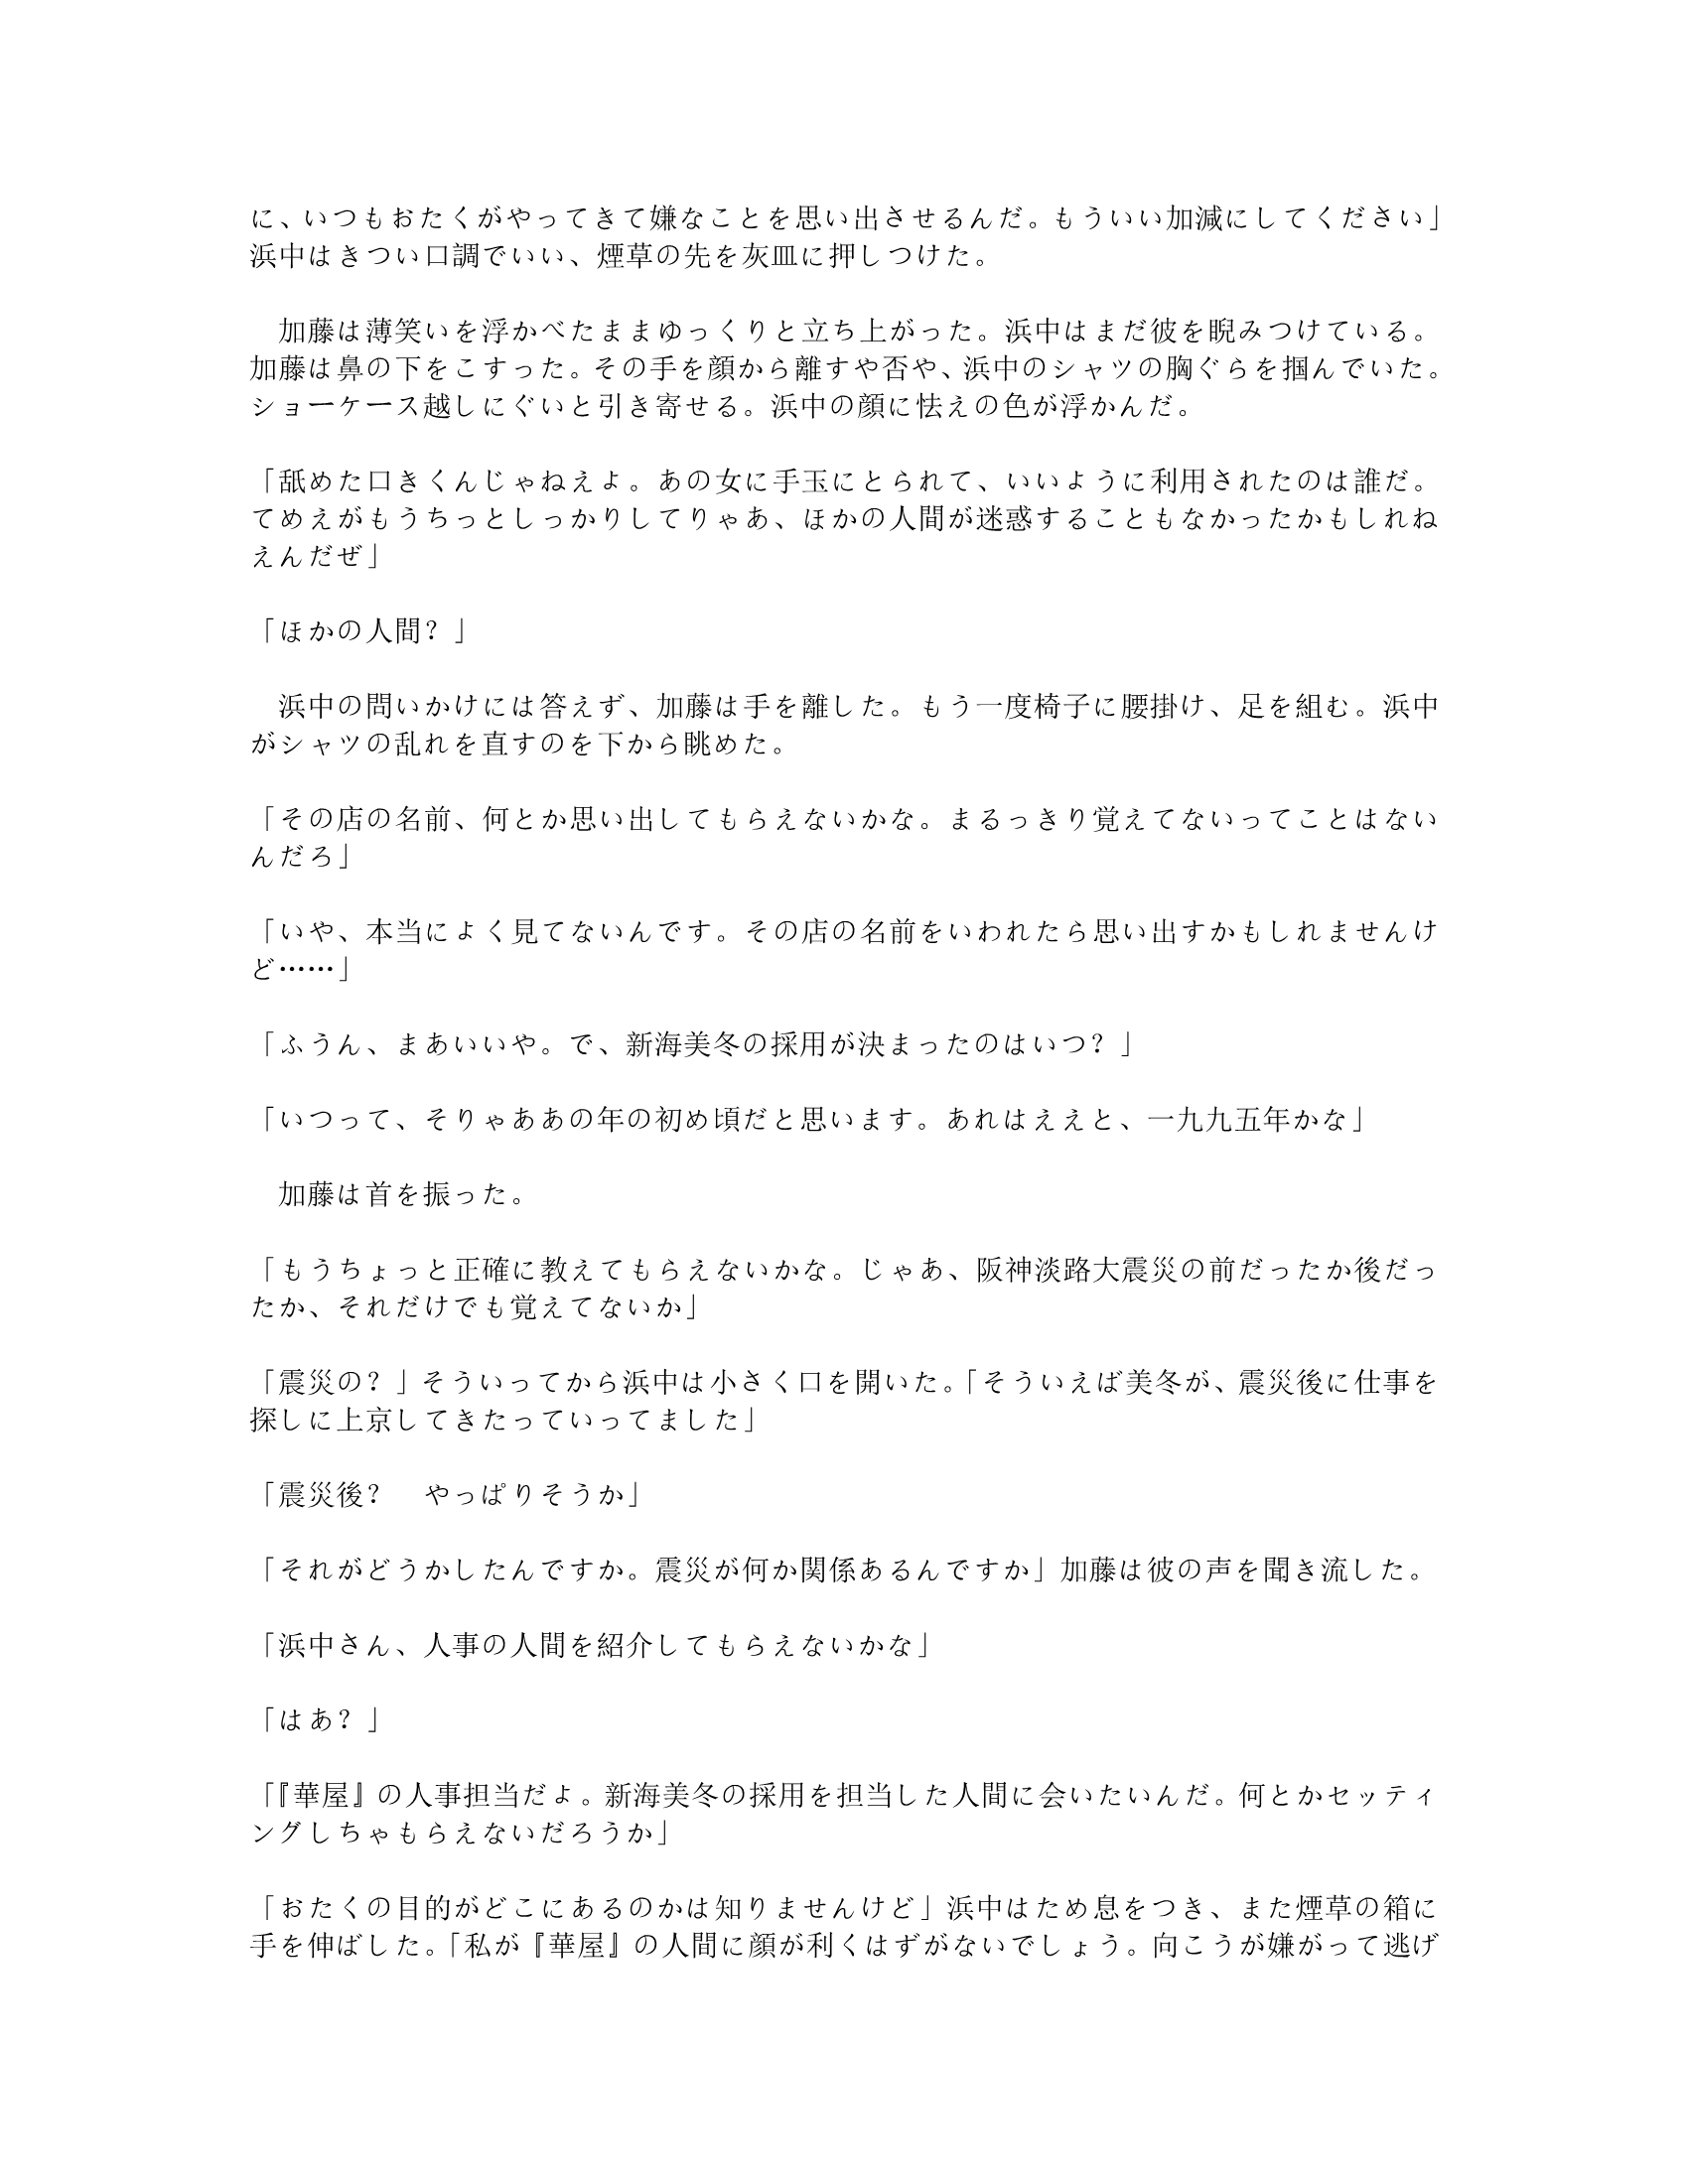 に、いつもおたくがやってきて嫌なことを思い出させるんだ。もういい加減にしてください」
浜中はきつい口調でいい、煙草の先を灰皿に押しつけた。
　加藤は薄笑いを浮かべたままゆっくりと立ち上がった。浜中はまだ彼を睨みつけている。
加藤は鼻の下をこすった。その手を顔から離すや否や、浜中のシャツの胸ぐらを掴んでいた。
ショーケース越しにぐいと引き寄せる。浜中の顔に怯えの色が浮かんだ。
「舐めた口きくんじゃねえよ。あの女に手玉にとられて、いいように利用されたのは誰だ。
てめえがもうちっとしっかりしてりゃあ、ほかの人間が迷惑することもなかったかもしれね
えんだぜ」
「ほかの人間？」
　浜中の問いかけには答えず、加藤は手を離した。もう一度椅子に腰掛け、足を組む。浜中
がシャツの乱れを直すのを下から眺めた。
「その店の名前、何とか思い出してもらえないかな。まるっきり覚えてないってことはない
んだろ」
「いや、本当によく見てないんです。その店の名前をいわれたら思い出すかもしれませんけ
ど……」
「ふうん、まあいいや。で、新海美冬の採用が決まったのはいつ？」
「いつって、そりゃああの年の初め頃だと思います。あれはええと、一九九五年かな」
　加藤は首を振った。
「もうちょっと正確に教えてもらえないかな。じゃあ、阪神淡路大震災の前だったか後だっ
たか、それだけでも覚えてないか」
「震災の？」そういってから浜中は小さく口を開いた。「そういえば美冬が、震災後に仕事を
探しに上京してきたっていってました」
「震災後？　やっぱりそうか」
「それがどうかしたんですか。震災が何か関係あるんですか」加藤は彼の声を聞き流した。
「浜中さん、人事の人間を紹介してもらえないかな」
「はあ？」
「『華屋』の人事担当だよ。新海美冬の採用を担当した人間に会いたいんだ。何とかセッティ
ングしちゃもらえないだろうか」
「おたくの目的がどこにあるのかは知りませんけど」浜中はため息をつき、また煙草の箱に
手を伸ばした。「私が『華屋』の人間に顔が利くはずがないでしょう。向こうが嫌がって逃げ